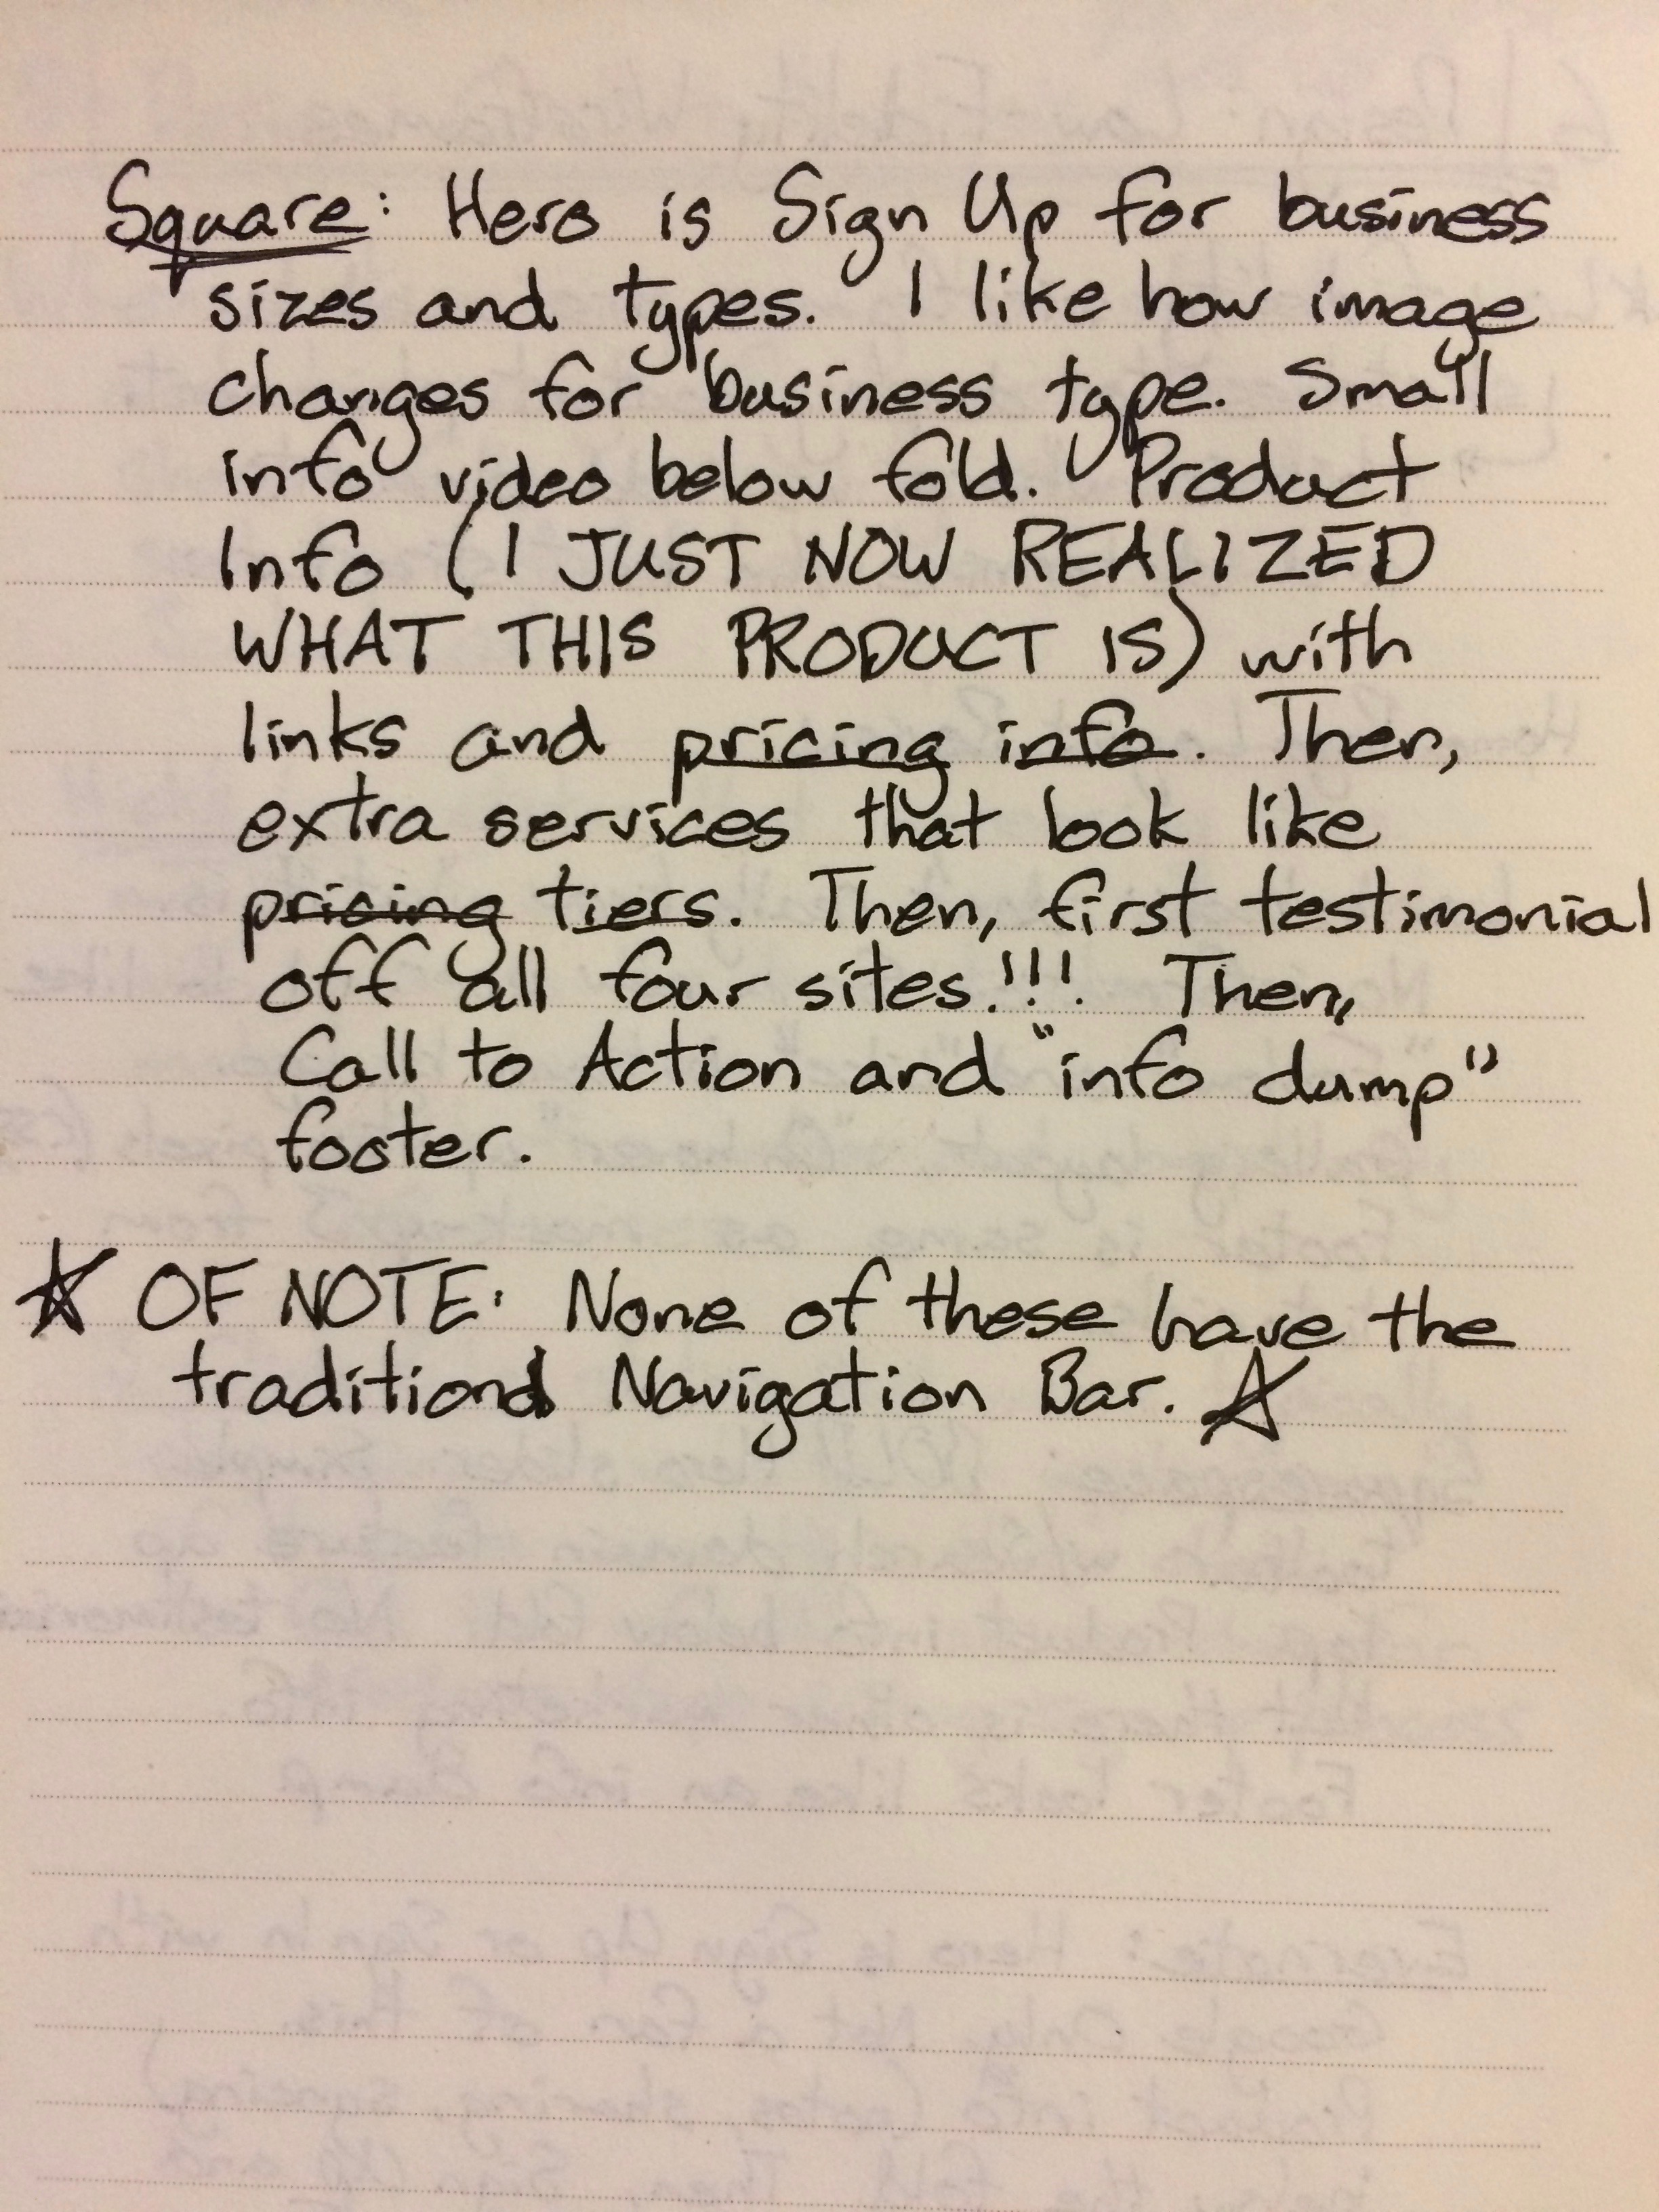 Square: Hero is Sign Up for business
sizes and types. I like how image
changes for business type. Small
info video below fold. Product
Info (I JUST NOW REALIZED
WHAT THIS PRODUCT IS) with
links and pricing info. Then,
extra services that look like
pricing tiers. Then, first testimonial
off all four sites!!! Then,
Call to Action and "info dump"
footer.
☆ OF NOTE: None of these have the
traditional Navigation Bar. ☆